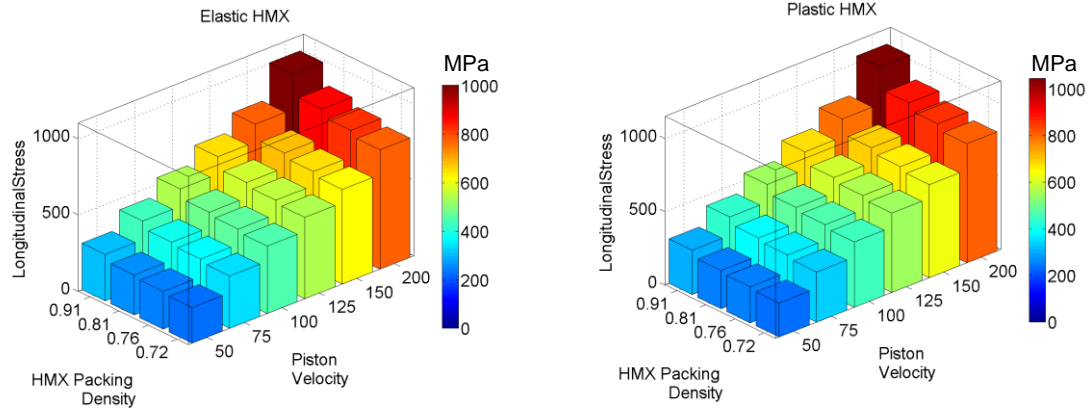 Elastic HMX
MPa
1000
800
600
400
200
0
LongitudinalStress
1000
500
0
0.91
0.81
0.76
0.72
HMX Packing
Density
50
75
100
125
150
200
Piston
Velocity
Plastic HMX
MPa
1000
800
600
400
200
0
LongitudinalStress
1000
500
0
0.91
0.81
0.76
0.72
HMX Packing
Density
50
75
100
125
150
200
Piston
Velocity